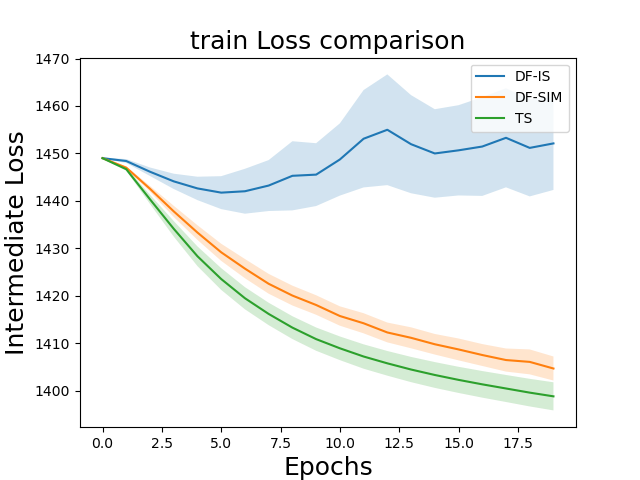 train Loss comparison
Intermediate Loss
1470
1460
1450
1440
1430
1420
1410
1400
DF-IS
DF-SIM
TS
0.0 2.5 5.0 7.5 10.0 12.5 15.0 17.5
Epochs